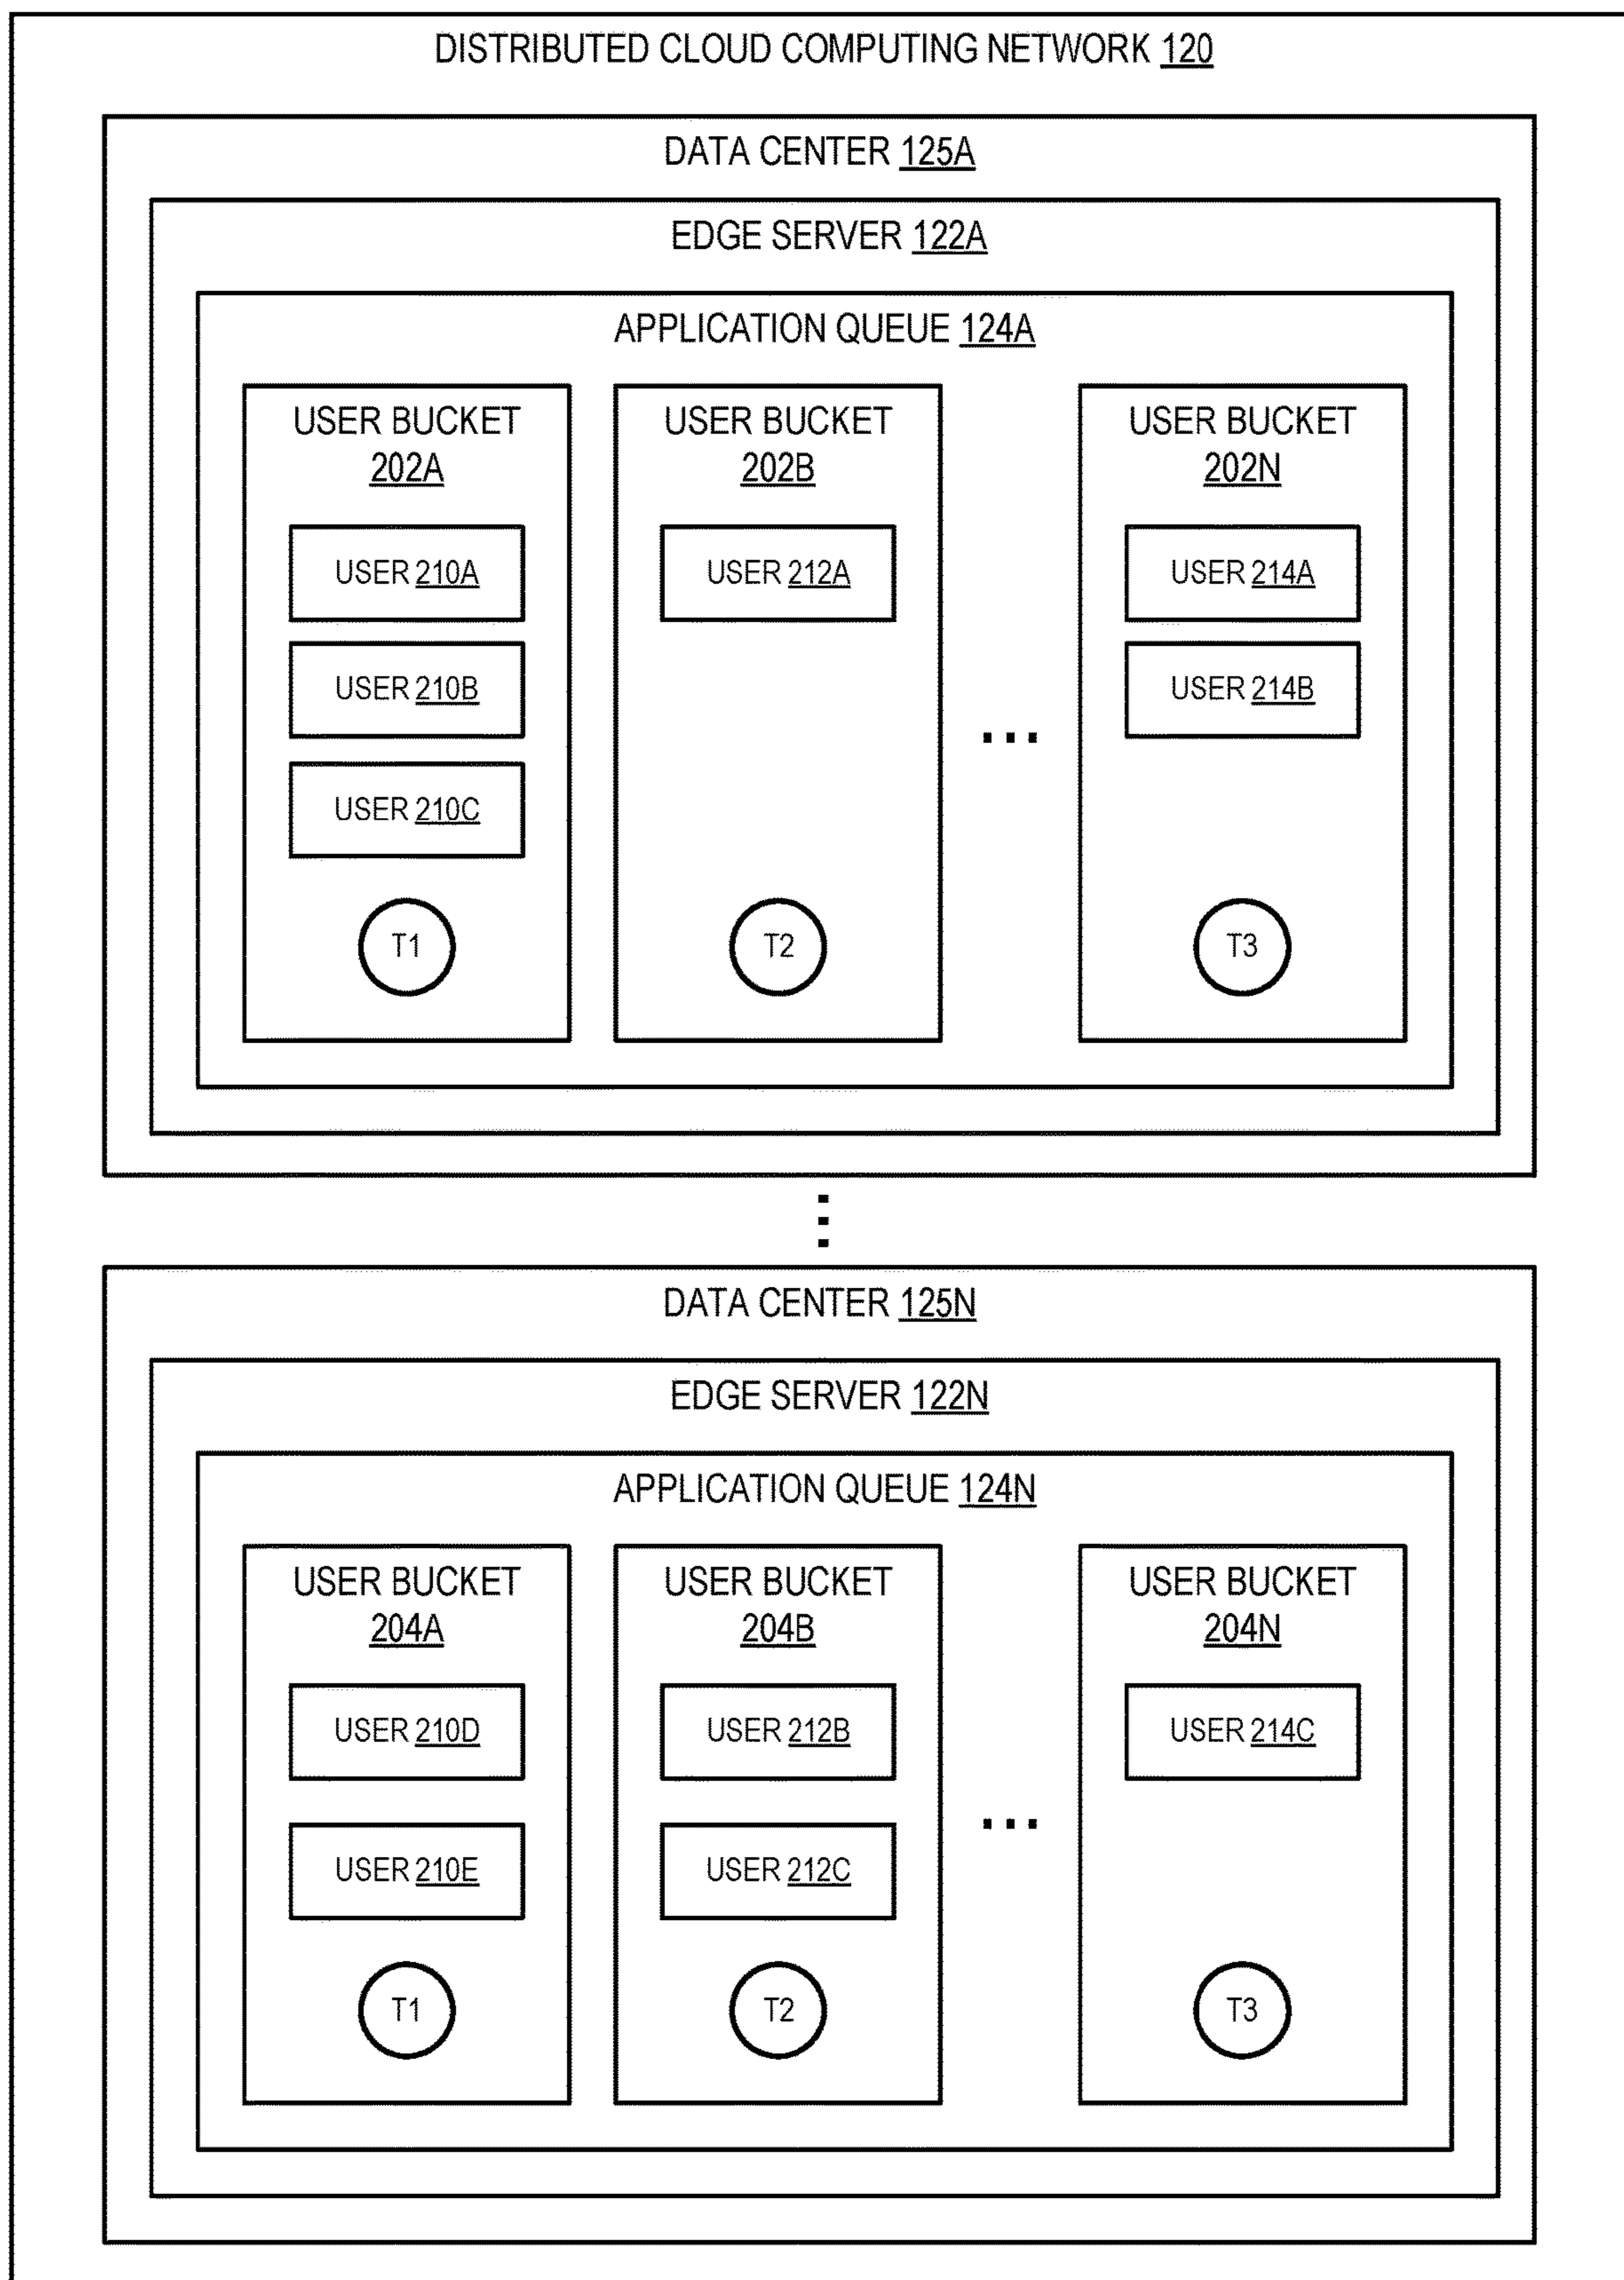 DISTRIBUTED CLOUD COMPUTING NETWORK 120
DATA CENTER 125A
EDGE SERVER 122A
APPLICATION QUEUE 124A
USER BUCKET
202A
USER 210A
USER 210B
USER 210C
T1
USER BUCKET
202B
USER 212A
T2
...
USER BUCKET
202N
USER 214A
USER 214B
T3
DATA CENTER 125N
EDGE SERVER 122N
APPLICATION QUEUE 124N
USER BUCKET
204A
USER 210D
USER 210E
T1
USER BUCKET
204B
USER 212B
USER 212C
T2
...
USER BUCKET
204N
USER 214C
T3